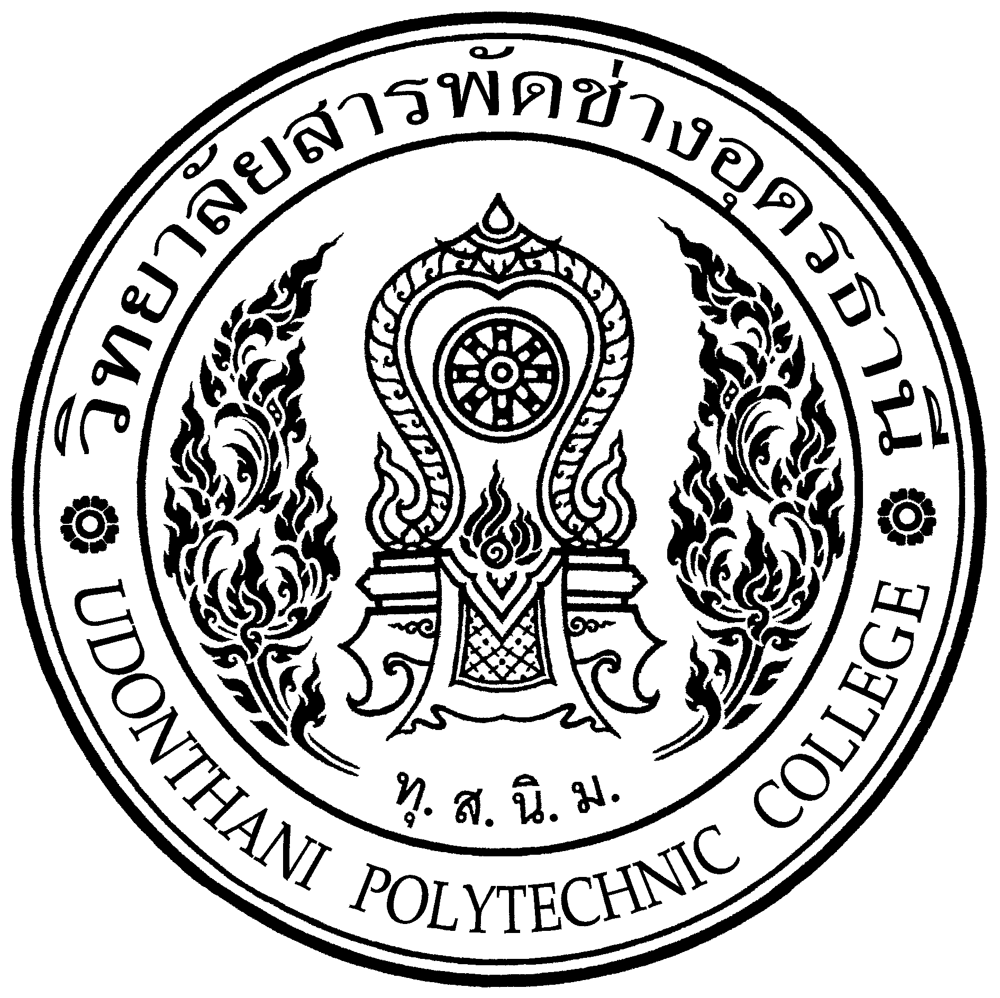 วิทยาลัยสารพัดช่างอุดรธานี
ทุ. ส. นิ. ม.
UDONTHANI POLYTECHNIC COLLEGE